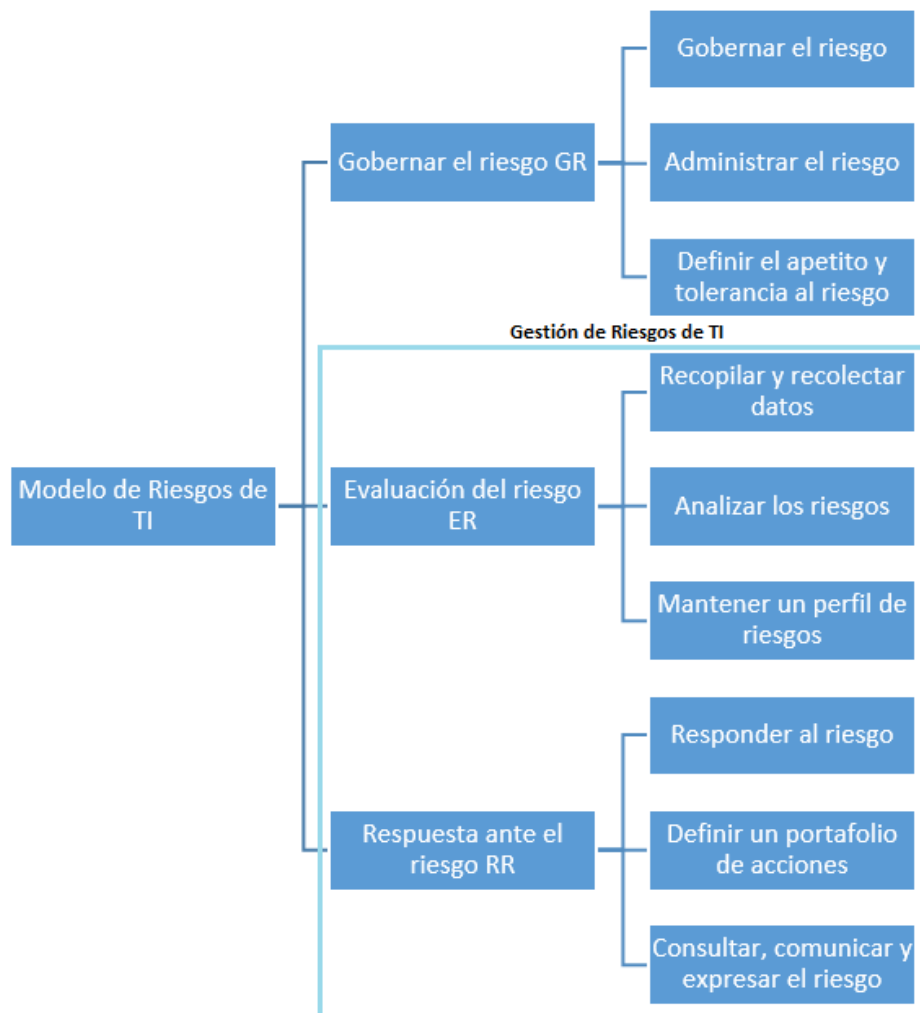 Gobernar el riesgo
Gobernar el riesgo GR
Administrar el riesgo
Definir el apetito y
tolerancia al riesgo
Gestión de Riesgos de TI
Recopilar y recolectar
datos
Modelo de Riesgos de
TI
Evaluación del riesgo
ER
Analizar los riesgos
Mantener un perfil de
riesgos
Responder al riesgo
Respuesta ante el
riesgo RR
Definir un portafolio
de acciones
Consultar, comunicar y
expresar el riesgo